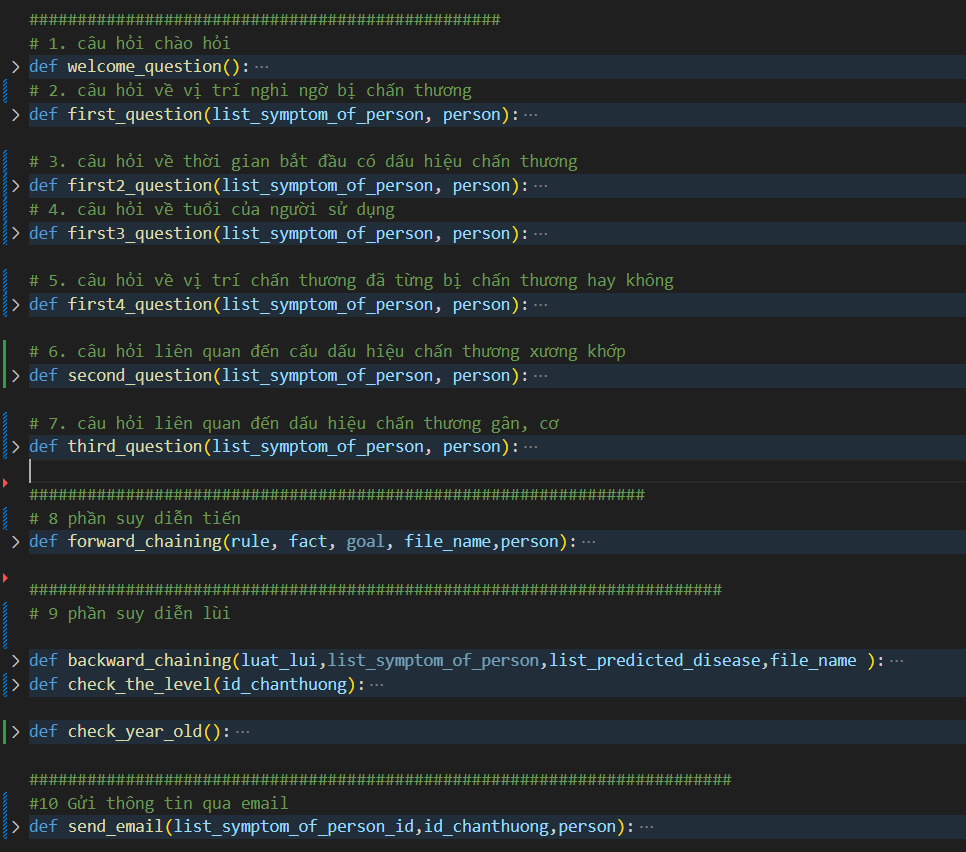 #################################################
# 1. câu hỏi chào hỏi
def welcome_question():
# 2. câu hỏi về vị trí nghi ngờ bị chấn thương
def first_question(list_symptom_of_person, person):
# 3. câu hỏi về thời gian bắt đầu có dấu hiệu chấn thương
def first2_question(list_symptom_of_person, person):
# 4. câu hỏi về tuổi của người sử dụng
def first3_question(list_symptom_of_person, person):
# 5. câu hỏi về vị trí chấn thương đã từng bị chấn thương hay không
def first4_question(list_symptom_of_person, person):
# 6. câu hỏi liên quan đến cấu dấu hiệu chấn thương xương khớp
def second_question(list_symptom_of_person, person):
# 7. câu hỏi liên quan đến dấu hiệu chấn thương gân, cơ
def third_question(list_symptom_of_person, person):
################################################################
# 8 phần suy diễn tiến
def forward_chaining(rule, fact, goal, file_name,person):
########################################################################
# 9 phần suy diễn lùi
def backward_chaining(luat_lui,list_symptom_of_person,list_predicted_disease,file_name ):
def check_the_level(id_chanthuong):
def check_year_old():
#########################################################################
#10 Gửi thông tin qua email
def send_email(list_symptom_of_person_id,id_chanthuong,person):